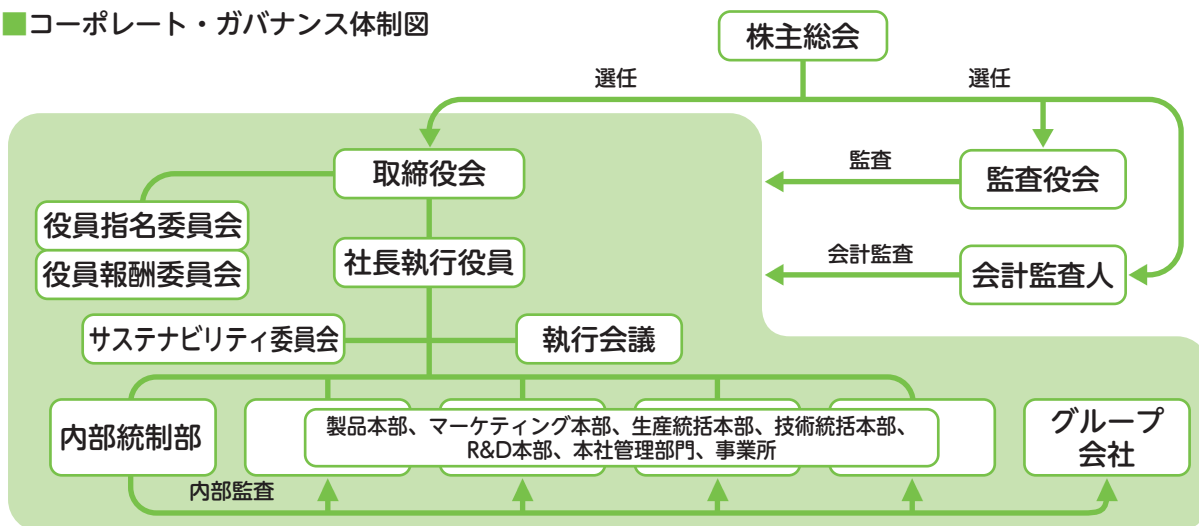 ■コーポレート・ガバナンス体制図
株主総会
選任
選任
取締役会
監査
監査役会
役員指名委員会
役員報酬委員会
社長執行役員
会計監査
会計監査人
サステナビリティ委員会
執行会議
内部統制部
製品本部、マーケティング本部、生産統括本部、技術統括本部、
R&D本部、本社管理部門、事業所
グループ
会社
内部監査